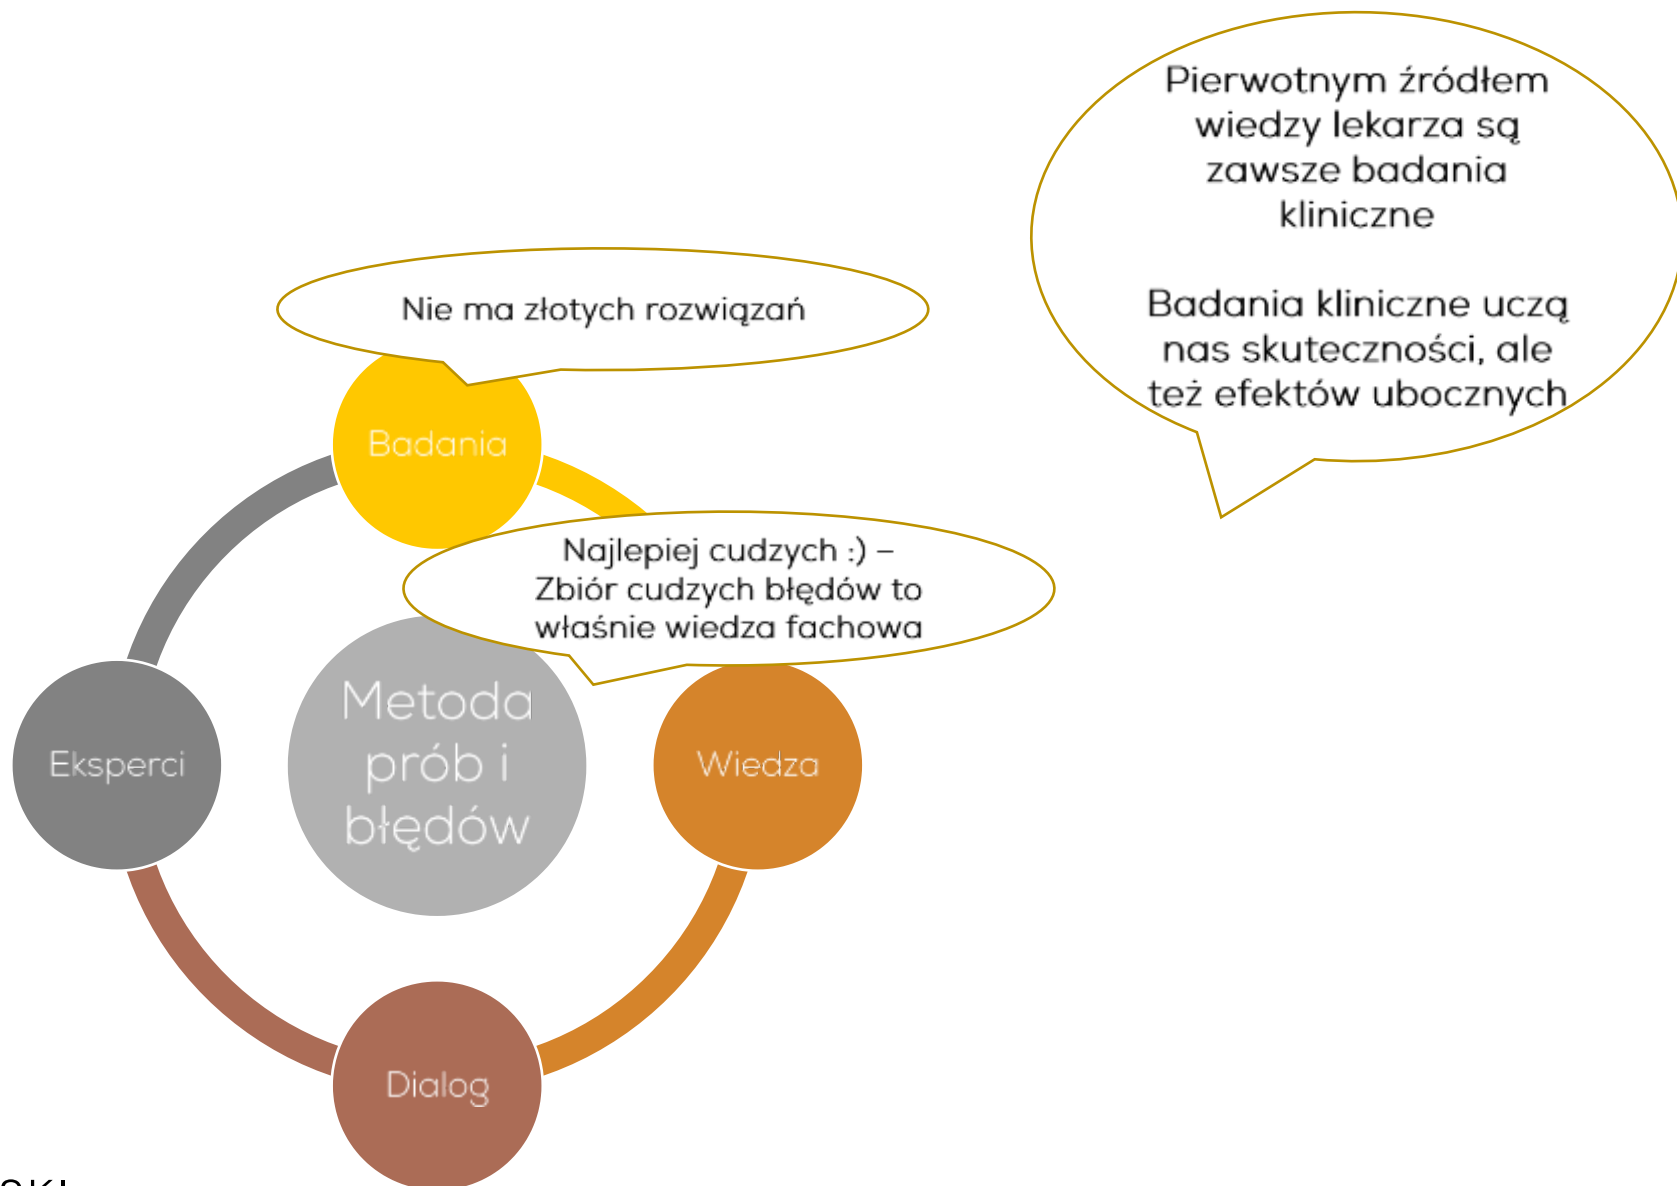 Pierwotnym źródłem
wiedzy lekarza są
zawsze badania
kliniczne
Badania kliniczne uczą
nas skuteczności, ale
też efektów ubocznych
Nie ma złotych rozwiązań
Badania
Najlepiej cudzych :) –
Zbiór cudzych błędów to
właśnie wiedza fachowa
Metoda
prób i
błędów
Eksperci
Wiedza
Dialog